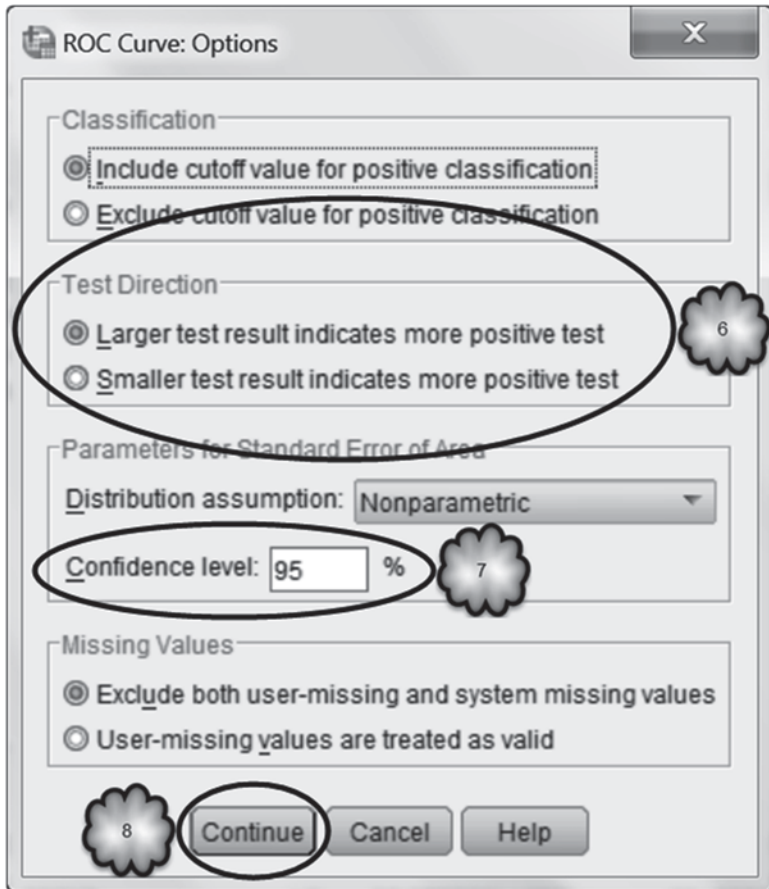 ROC Curve: Options
X
Classification
Include cutoff value for positive classification
Exclude cutoff value for positive classification
Test Direction
Larger test result indicates more positive test
6
Smaller test result indicates more positive test
Parameters for Standard Error of Area
Distribution assumption: Nonparametric
Confidence level: 95 %
7
Missing Values
Exclude both user-missing and system missing values
User-missing values are treated as valid
8
Continue Cancel Help